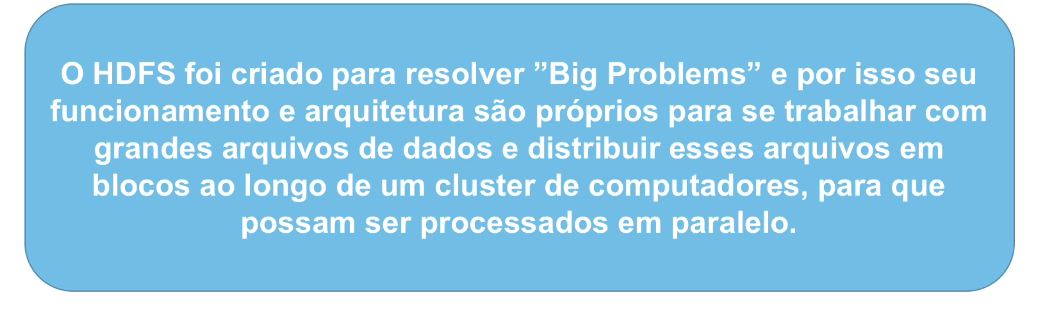 O HDFS foi criado para resolver ”Big Problems” e por isso seu
funcionamento e arquitetura são próprios para se trabalhar com
grandes arquivos de dados e distribuir esses arquivos em
blocos ao longo de um cluster de computadores, para que
possam ser processados em paralelo.